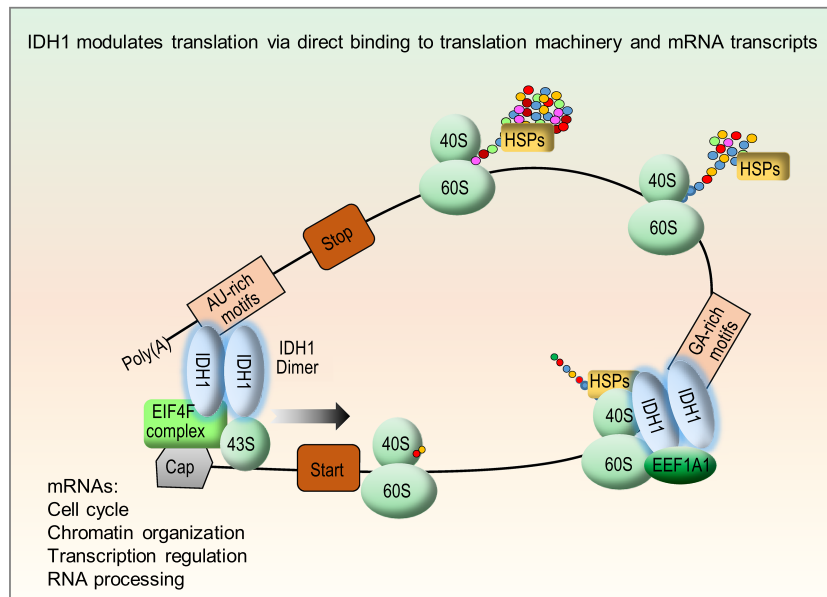 IDH1 modulates translation via direct binding to translation machinery and mRNA transcripts
40S
HSPs
60S
40S
HSPs
60S
Stop
AU-rich
motifs
Poly(A)
IDH1
IDH1
IDH1
Dimer
GA-rich
motifs
HSPs
40S
IDH1
IDH1
60S
EEF1A1
EIF4F
complex
43S
Cap
Start
40S
60S
mRNAs:
Cell cycle
Chromatin organization
Transcription regulation
RNA processing